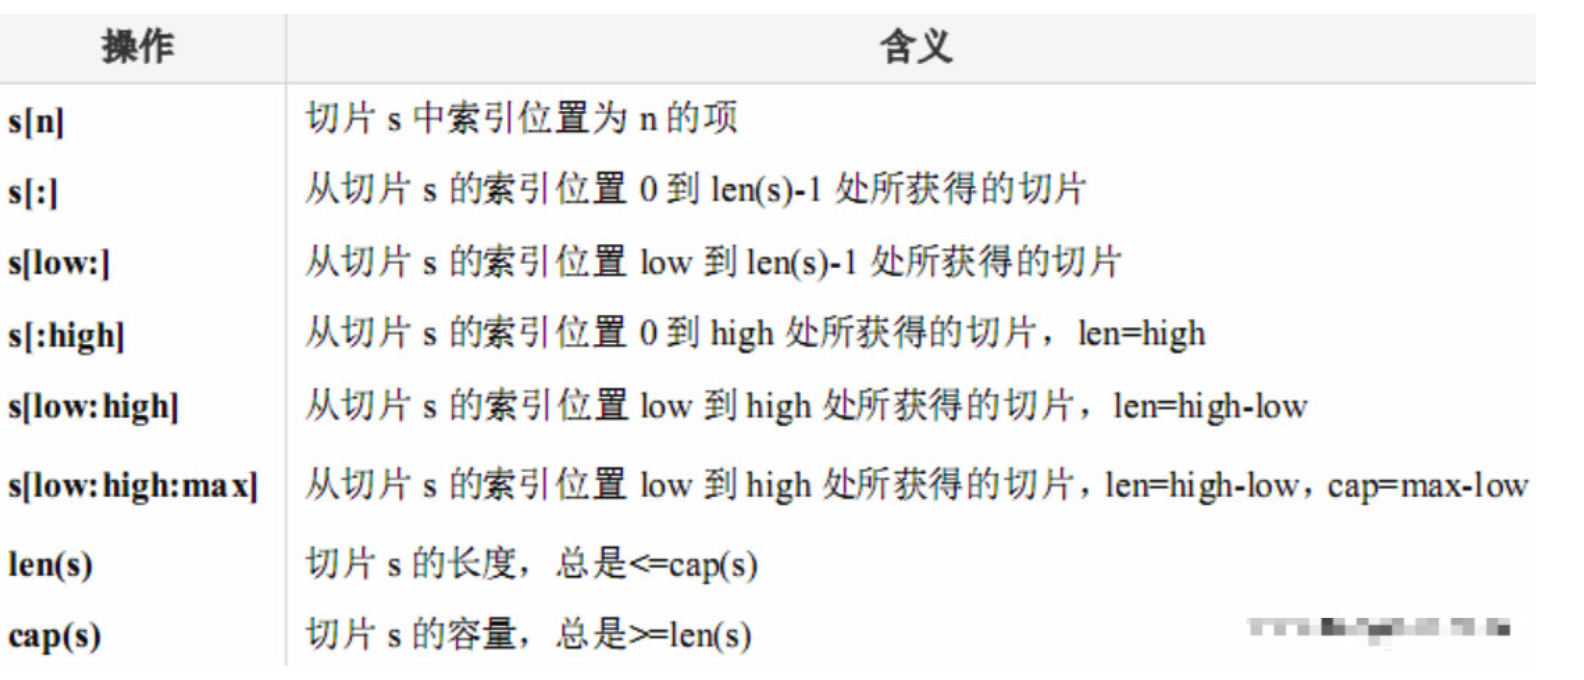 操作 含义
s[n] 切片 s 中索引位置为 n 的项
s[:] 从切片 s 的索引位置 0 到 len(s)-1 处所获得的切片
s[low:] 从切片 s 的索引位置 low 到 len(s)-1 处所获得的切片
s[:high] 从切片 s 的索引位置 0 到 high 处所获得的切片，len=high
s[low:high] 从切片 s 的索引位置 low 到 high 处所获得的切片，len=high-low
s[low:high:max] 从切片 s 的索引位置 low 到 high 处所获得的切片，len=high-low，cap=max-low
len(s) 切片 s 的长度，总是<=cap(s)
cap(s) 切片 s 的容量，总是>=len(s)